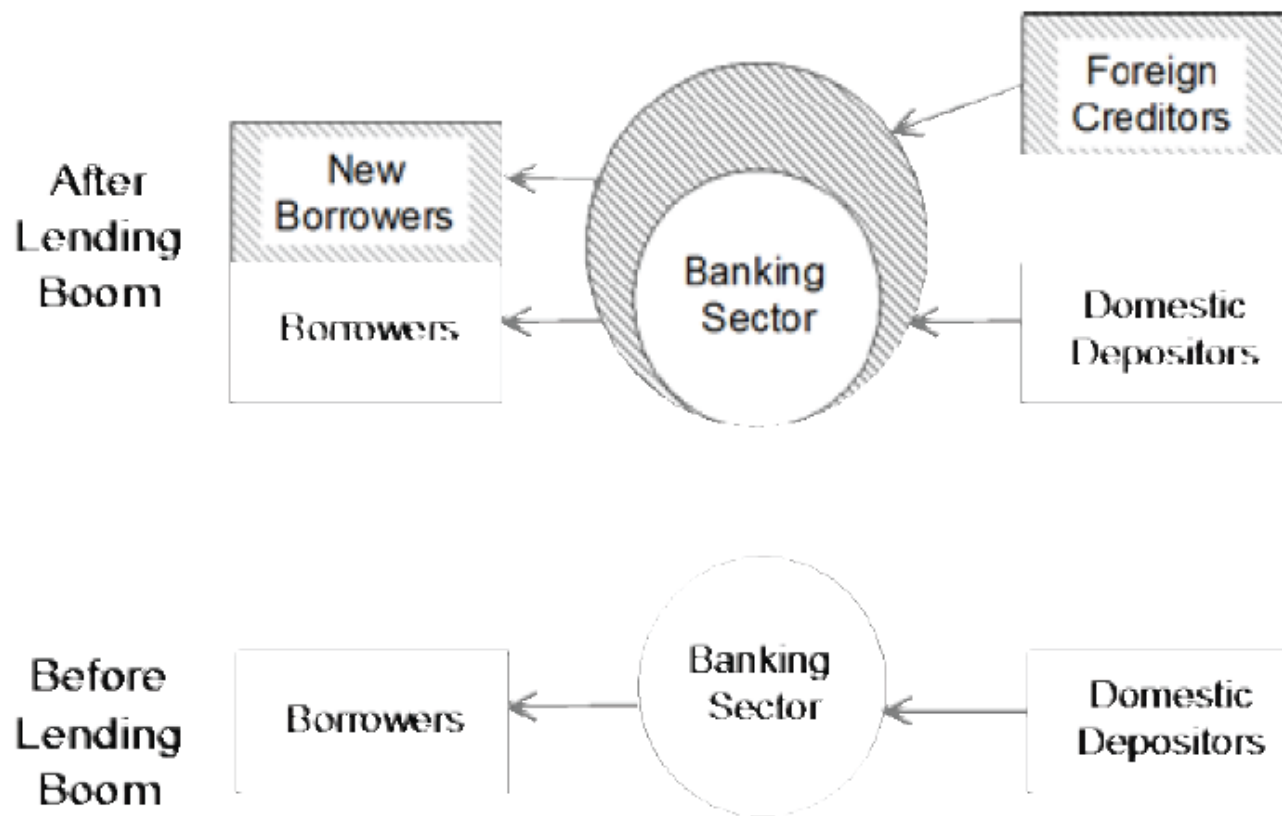 After
Lending
Boom
New
Borrowers
Borrowers
Banking
Sector
Foreign
Creditors
Domestic
Depositors
Before
Lending
Boom
Borrowers
Banking
Sector
Domestic
Depositors